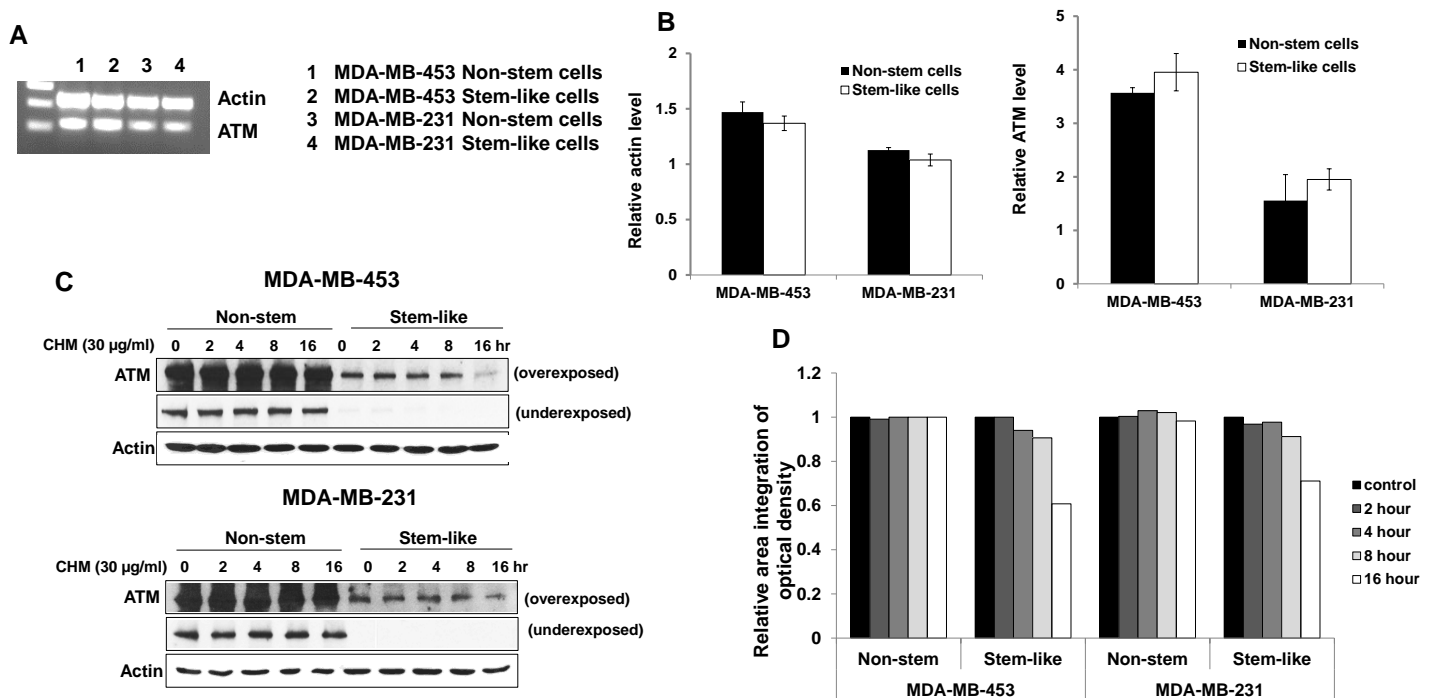 A
1 2 3 4
Actin
ATM
1 MDA-MB-453 Non-stem cells
2 MDA-MB-453 Stem-like cells
3 MDA-MB-231 Non-stem cells
4 MDA-MB-231 Stem-like cells
B
Relative actin level
2
1.5
1
0.5
0
Non-stem cells
Stem-like cells
MDA-MB-453 MDA-MB-231
Relative ATM level
5
4
3
2
1
0
Non-stem cells
Stem-like cells
MDA-MB-453 MDA-MB-231
C
MDA-MB-453
Non-stem Stem-like
CHM (30 µg/ml) 0 2 4 8 16 0 2 4 8 16 hr
ATM (overexposed)
(underexposed)
Actin
MDA-MB-231
Non-stem Stem-like
CHM (30 µg/ml) 0 2 4 8 16 0 2 4 8 16 hr
ATM (overexposed)
(underexposed)
Actin
D
Relative area integration of
optical density
1.2
1
0.8
0.6
0.4
0.2
0
control
2 hour
4 hour
8 hour
16 hour
Non-stem Stem-like Non-stem Stem-like
MDA-MB-453 MDA-MB-231